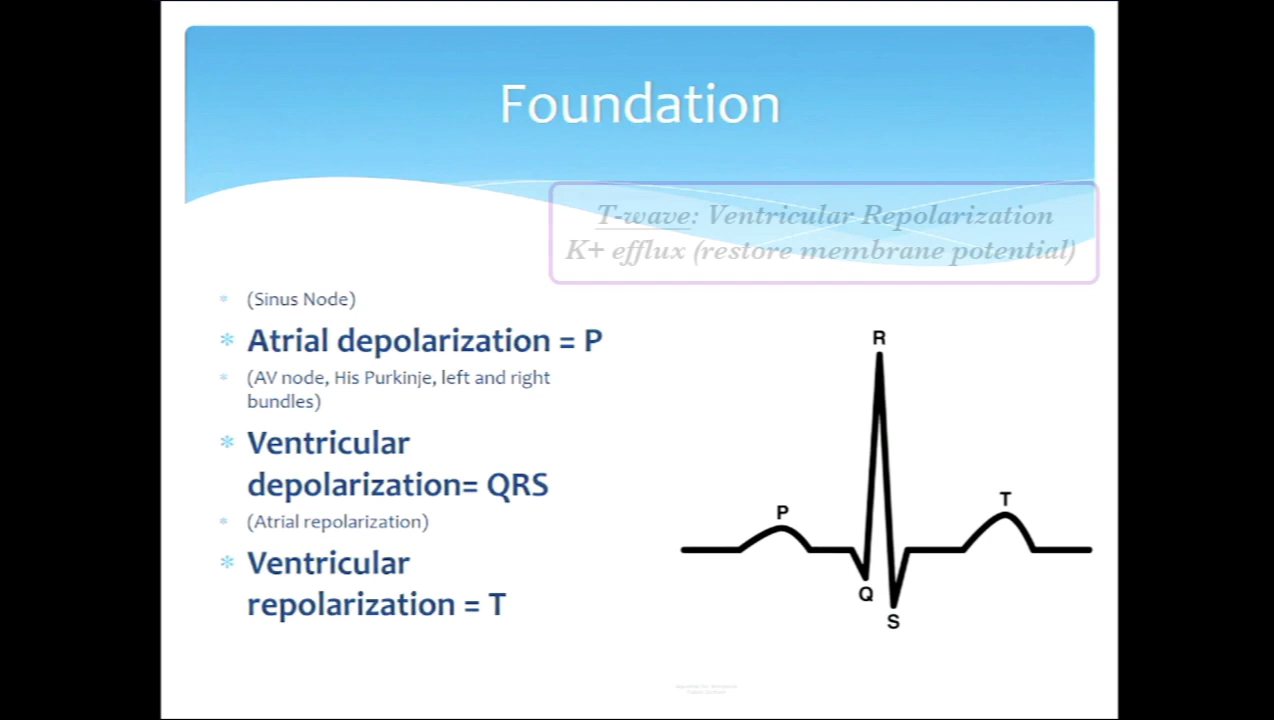 Foundation
T-wave: Ventricular Repolarization
K+ efflux (restore membrane potential)
(Sinus Node)
Atrial depolarization = P
(AV node, His Purkinje, left and right
bundles)
Ventricular
depolarization= QRS
(Atrial repolarization)
Ventricular
repolarization = T
R
P
T
Q
S